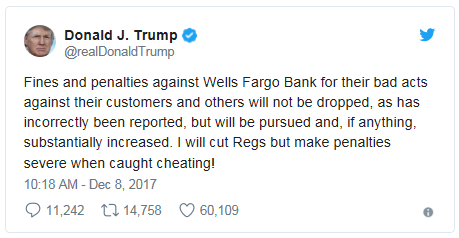 Donald J. Trump
@realDonaldTrump
Fines and penalties against Wells Fargo Bank for their bad acts
against their customers and others will not be dropped, as has
incorrectly been reported, but will be pursued and, if anything,
substantially increased. I will cut Regs but make penalties
severe when caught cheating!
10:18 AM - Dec 8, 2017
11,242 14,758 60,109